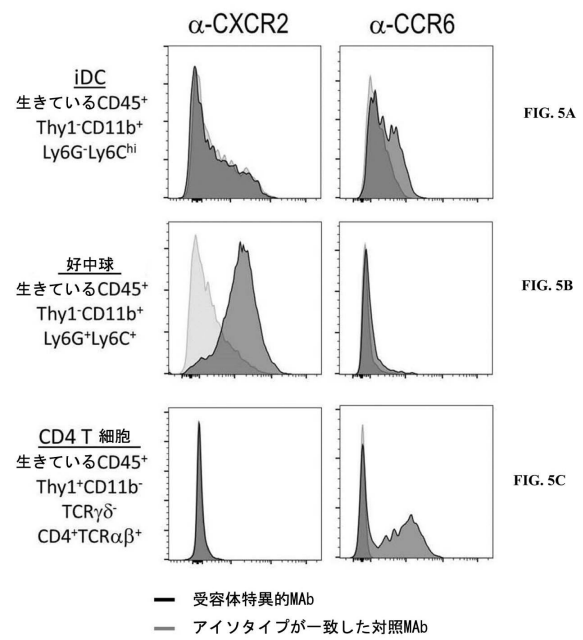 α-CXCR2
α-CCR6
iDC
生きているCD45⁺
Thy1⁻CD11b⁺
Ly6G⁻Ly6Cʰⁱ
FIG. 5A
好中球
生きているCD45⁺
Thy1⁻CD11b⁺
Ly6G⁺Ly6C⁺
FIG. 5B
CD4 T 細胞
生きているCD45⁺
Thy1⁺CD11b⁻
TCRγδ⁻
CD4⁺TCRαβ⁺
FIG. 5C
受容体特異的MAb
アイソタイプが一致した対照MAb